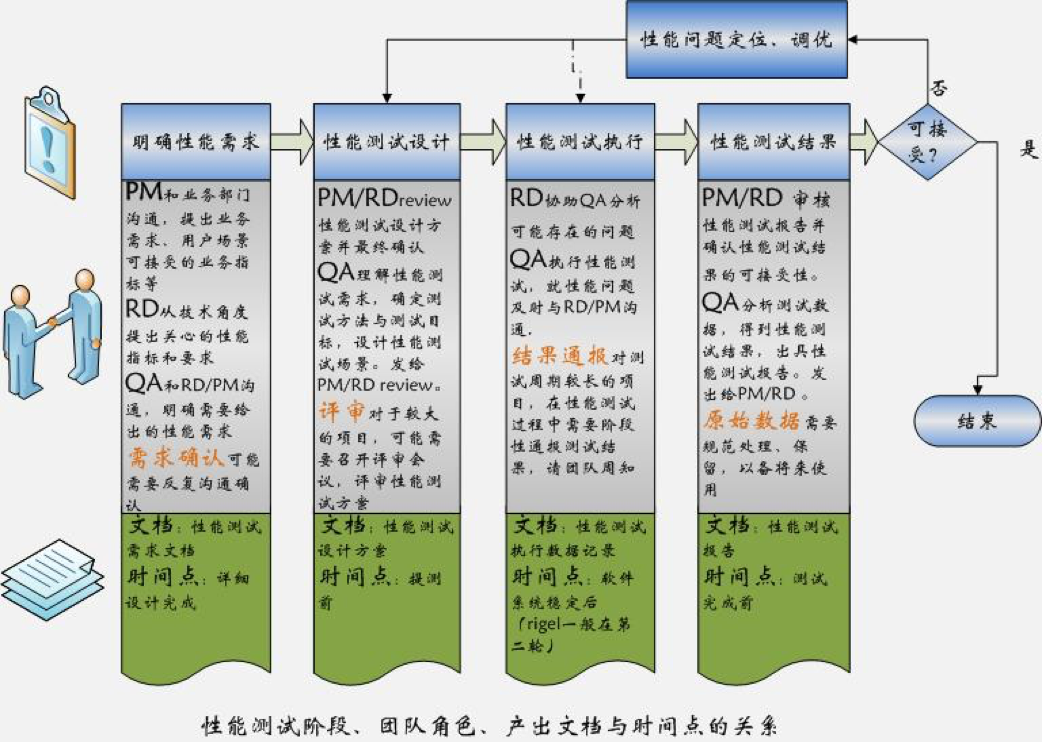 性能问题定位、调优
否
明确性能需求
性能测试设计
性能测试执行
性能测试结果
可接
受?
是
PM和业务部门
沟通，提出业务
需求、用户场景
可接受的业务指
标等
RD从技术角度
提出关心的性能
指标和要求
QA和RD/PM沟
通，明确需要给
出的性能需求
需求确认可能
需要反复沟通确
认
PM/RDreview
性能测试设计方
案并最终确认
QA理解性能测
试需求，确定测
试方法与测试目
标，设计性能测
试场景。发给
PM/RD review。
评审对于较大
的项目，可能需
要召开评审会
议，评审性能测
试方案
RD协助QA分析
可能存在的问题
QA执行性能测
试，就性能问题
及时与RD/PM沟
通.
结果通报对测
试周期较长的项
目，在性能测试
过程中需要阶段
性通报测试结
果，请团队周知
PM/RD 审核
性能测试报告并
确认性能测试结
果的可接受性。
QA分析测试数
据，得到性能测
试结果，出具性
能测试报告。发
出给PM/RD。
原始数据需要
规范处理、保
留，以备将来使
用
结束
文档：性能测试
需求文档
时间点：详细
设计完成
文档：性能测试
设计方案
时间点：提测
前
文档：性能测试
执行数据记录
时间点：软件
系统稳定后
（rigel一般在第
二轮）
文档：性能测试
报告
时间点：测试
完成前
性能测试阶段、团队角色、产出文档与时间点的关系